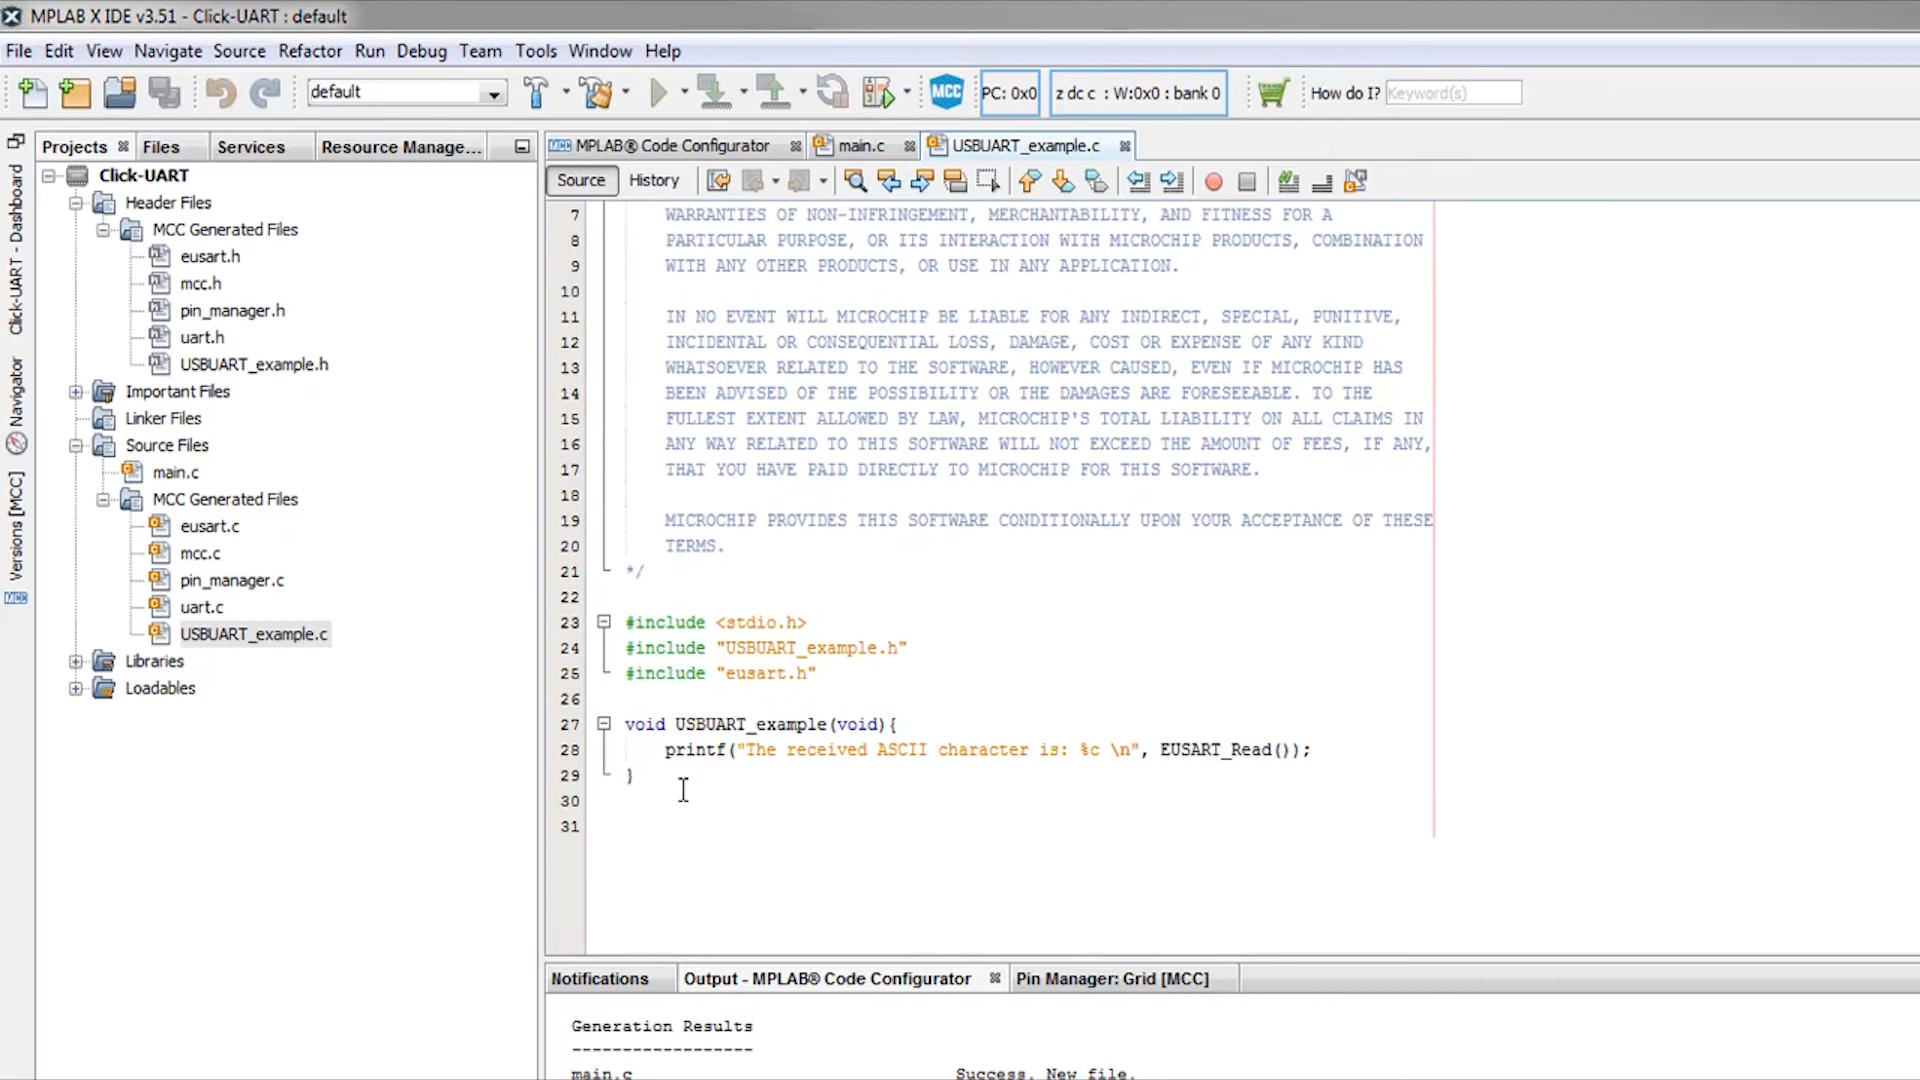 MPLAB X IDE v3.51 - Click-UART : default
File Edit View Navigate Source Refactor Run Debug Team Tools Window Help
default MCC PC: 0x0 z dc c : W:0x0 : bank 0 How do I? Keyword(s)
Click-UART - Dashboard
Navigator
Versions [MCC]
MCC
Projects Files Services Resource Manage...
Click-UART
Header Files
MCC Generated Files
eusart.h
mcc.h
pin_manager.h
uart.h
USBUART_example.h
Important Files
Linker Files
Source Files
main.c
MCC Generated Files
eusart.c
mcc.c
pin_manager.c
uart.c
USBUART_example.c
Libraries
Loadables
MCC MPLAB® Code Configurator main.c USBUART_example.c
Source History
7 WARRANTIES OF NON-INFRINGEMENT, MERCHANTABILITY, AND FITNESS FOR A
8 PARTICULAR PURPOSE, OR ITS INTERACTION WITH MICROCHIP PRODUCTS, COMBINATION
9 WITH ANY OTHER PRODUCTS, OR USE IN ANY APPLICATION.
10
11 IN NO EVENT WILL MICROCHIP BE LIABLE FOR ANY INDIRECT, SPECIAL, PUNITIVE,
12 INCIDENTAL OR CONSEQUENTIAL LOSS, DAMAGE, COST OR EXPENSE OF ANY KIND
13 WHATSOEVER RELATED TO THE SOFTWARE, HOWEVER CAUSED, EVEN IF MICROCHIP HAS
14 BEEN ADVISED OF THE POSSIBILITY OR THE DAMAGES ARE FORESEEABLE. TO THE
15 FULLEST EXTENT ALLOWED BY LAW, MICROCHIP'S TOTAL LIABILITY ON ALL CLAIMS IN
16 ANY WAY RELATED TO THIS SOFTWARE WILL NOT EXCEED THE AMOUNT OF FEES, IF ANY,
17 THAT YOU HAVE PAID DIRECTLY TO MICROCHIP FOR THIS SOFTWARE.
18
19 MICROCHIP PROVIDES THIS SOFTWARE CONDITIONALLY UPON YOUR ACCEPTANCE OF THESE
20 TERMS.
21 */
22
23 #include <stdio.h>
24 #include "USBUART_example.h"
25 #include "eusart.h"
26
27 void USBUART_example(void){
28 printf("The received ASCII character is: %c \n", EUSART_Read());
29 }
30
31
Notifications Output - MPLAB® Code Configurator Pin Manager: Grid [MCC]
Generation Results
------------------
main.c Success. New file.